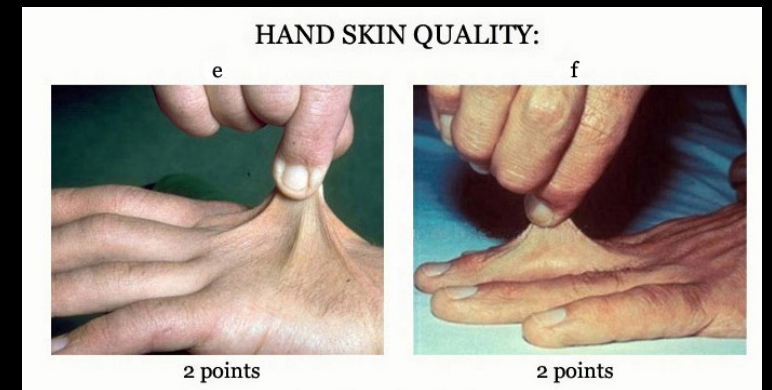 HAND SKIN QUALITY:
e
f
2 points
2 points